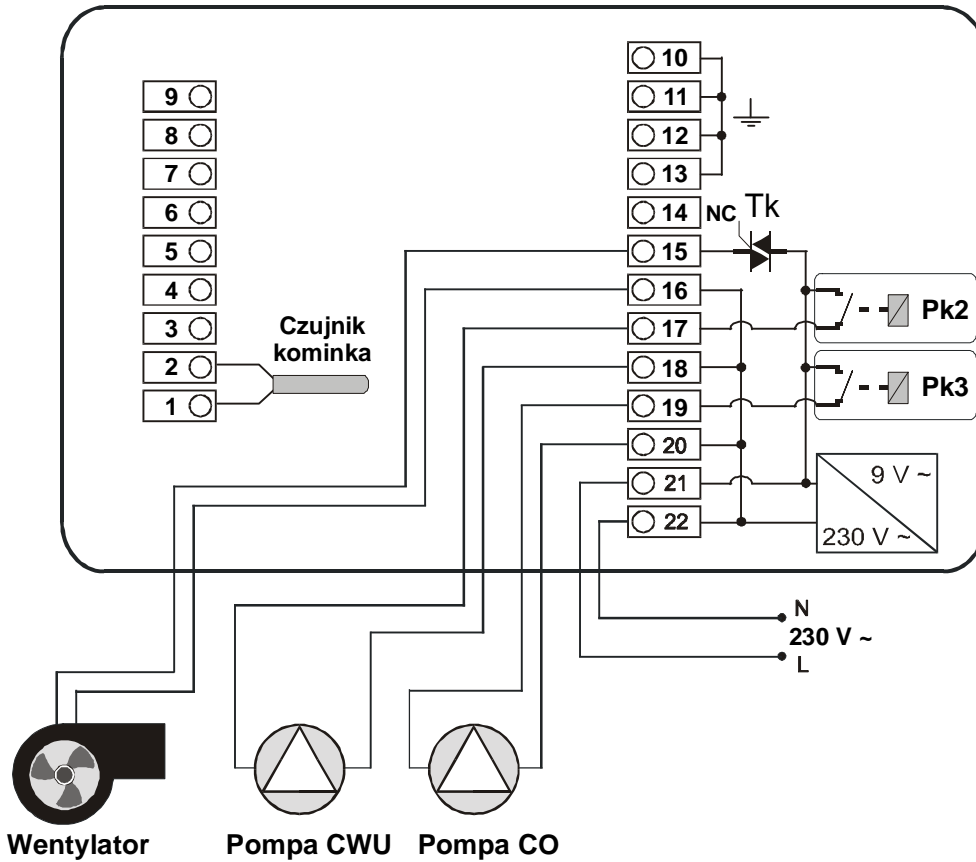 10
9
11
8
12
7
13
6
14 NC Tk
5
15
4
16
Pk2
3
Czujnik
kominka
17
2
18
1
19
Pk3
20
21
9 V ~
22
230 V ~
N
230 V ~
L
Wentylator
Pompa CWU
Pompa CO